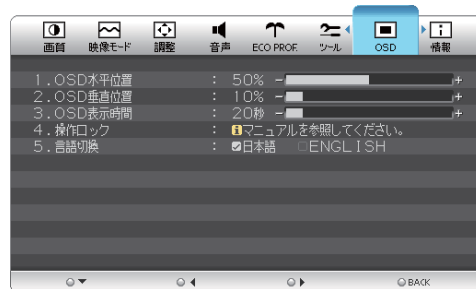 画質 映像モード 調整 音声 ECO PROF. ツール OSD 情報
1.OSD水平位置 : 50% - +
2.OSD垂直位置 : 10% - +
3.OSD表示時間 : 20秒 - +
4.操作ロック : iマニュアルを参照してください。
5.言語切換 : ☑日本語 □ENGLISH
BACK